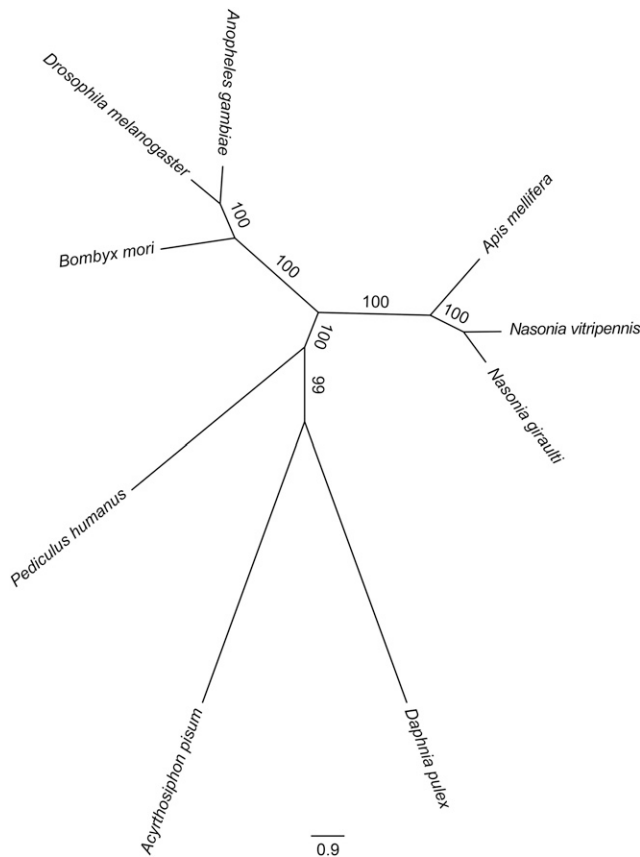 Anopheles gambiae
Drosophila melanogaster
100
Bombyx mori
100
Apis mellifera
100
100
Nasonia vitripennis
Nasonia giraulti
100
99
Pediculus humanus
Acyrthosiphon pisum
Daphnia pulex
0.9